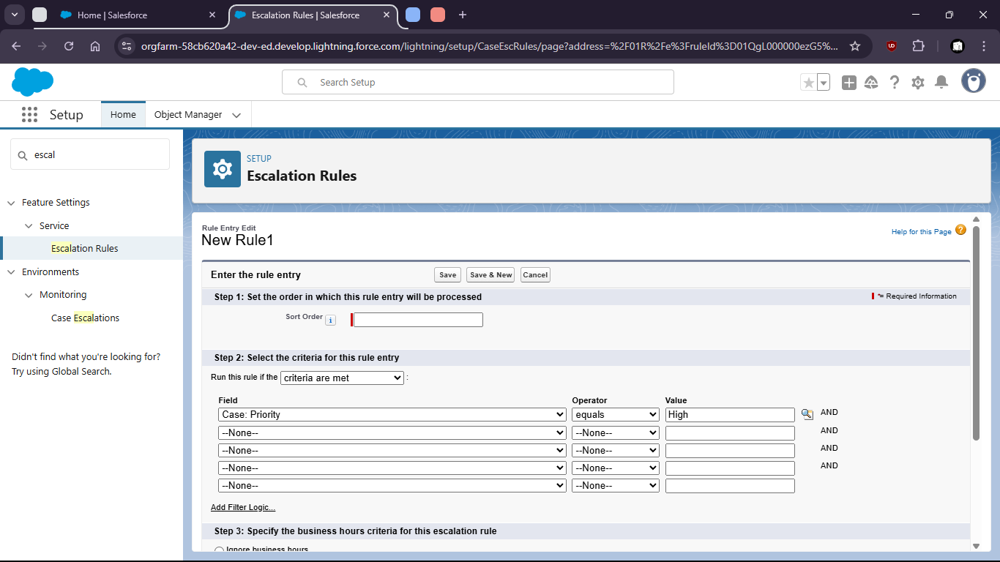 Home | Salesforce
Escalation Rules | Salesforce
orgfarm-58cb620a42-dev-ed.develop.lightning.force.com/lightning/setup/CaseEscRules/page?address=%2F01R%2Fe%3FruleId%3D01QgL000000ezG5%...
Search Setup
Setup
Home
Object Manager
escal
Feature Settings
Service
Escalation Rules
Environments
Monitoring
Case Escalations
Didn't find what you're looking for?
Try using Global Search.
SETUP
Escalation Rules
Rule Entry Edit
New Rule1
Help for this Page ?
Enter the rule entry Save Save & New Cancel
Step 1: Set the order in which this rule entry will be processed *= Required Information
Sort Order i
Step 2: Select the criteria for this rule entry
Run this rule if the criteria are met :
Field Operator Value
Case: Priority equals High AND
--None-- --None-- AND
--None-- --None-- AND
--None-- --None-- AND
--None-- --None--
Add Filter Logic...
Step 3: Specify the business hours criteria for this escalation rule
Ignore business hours